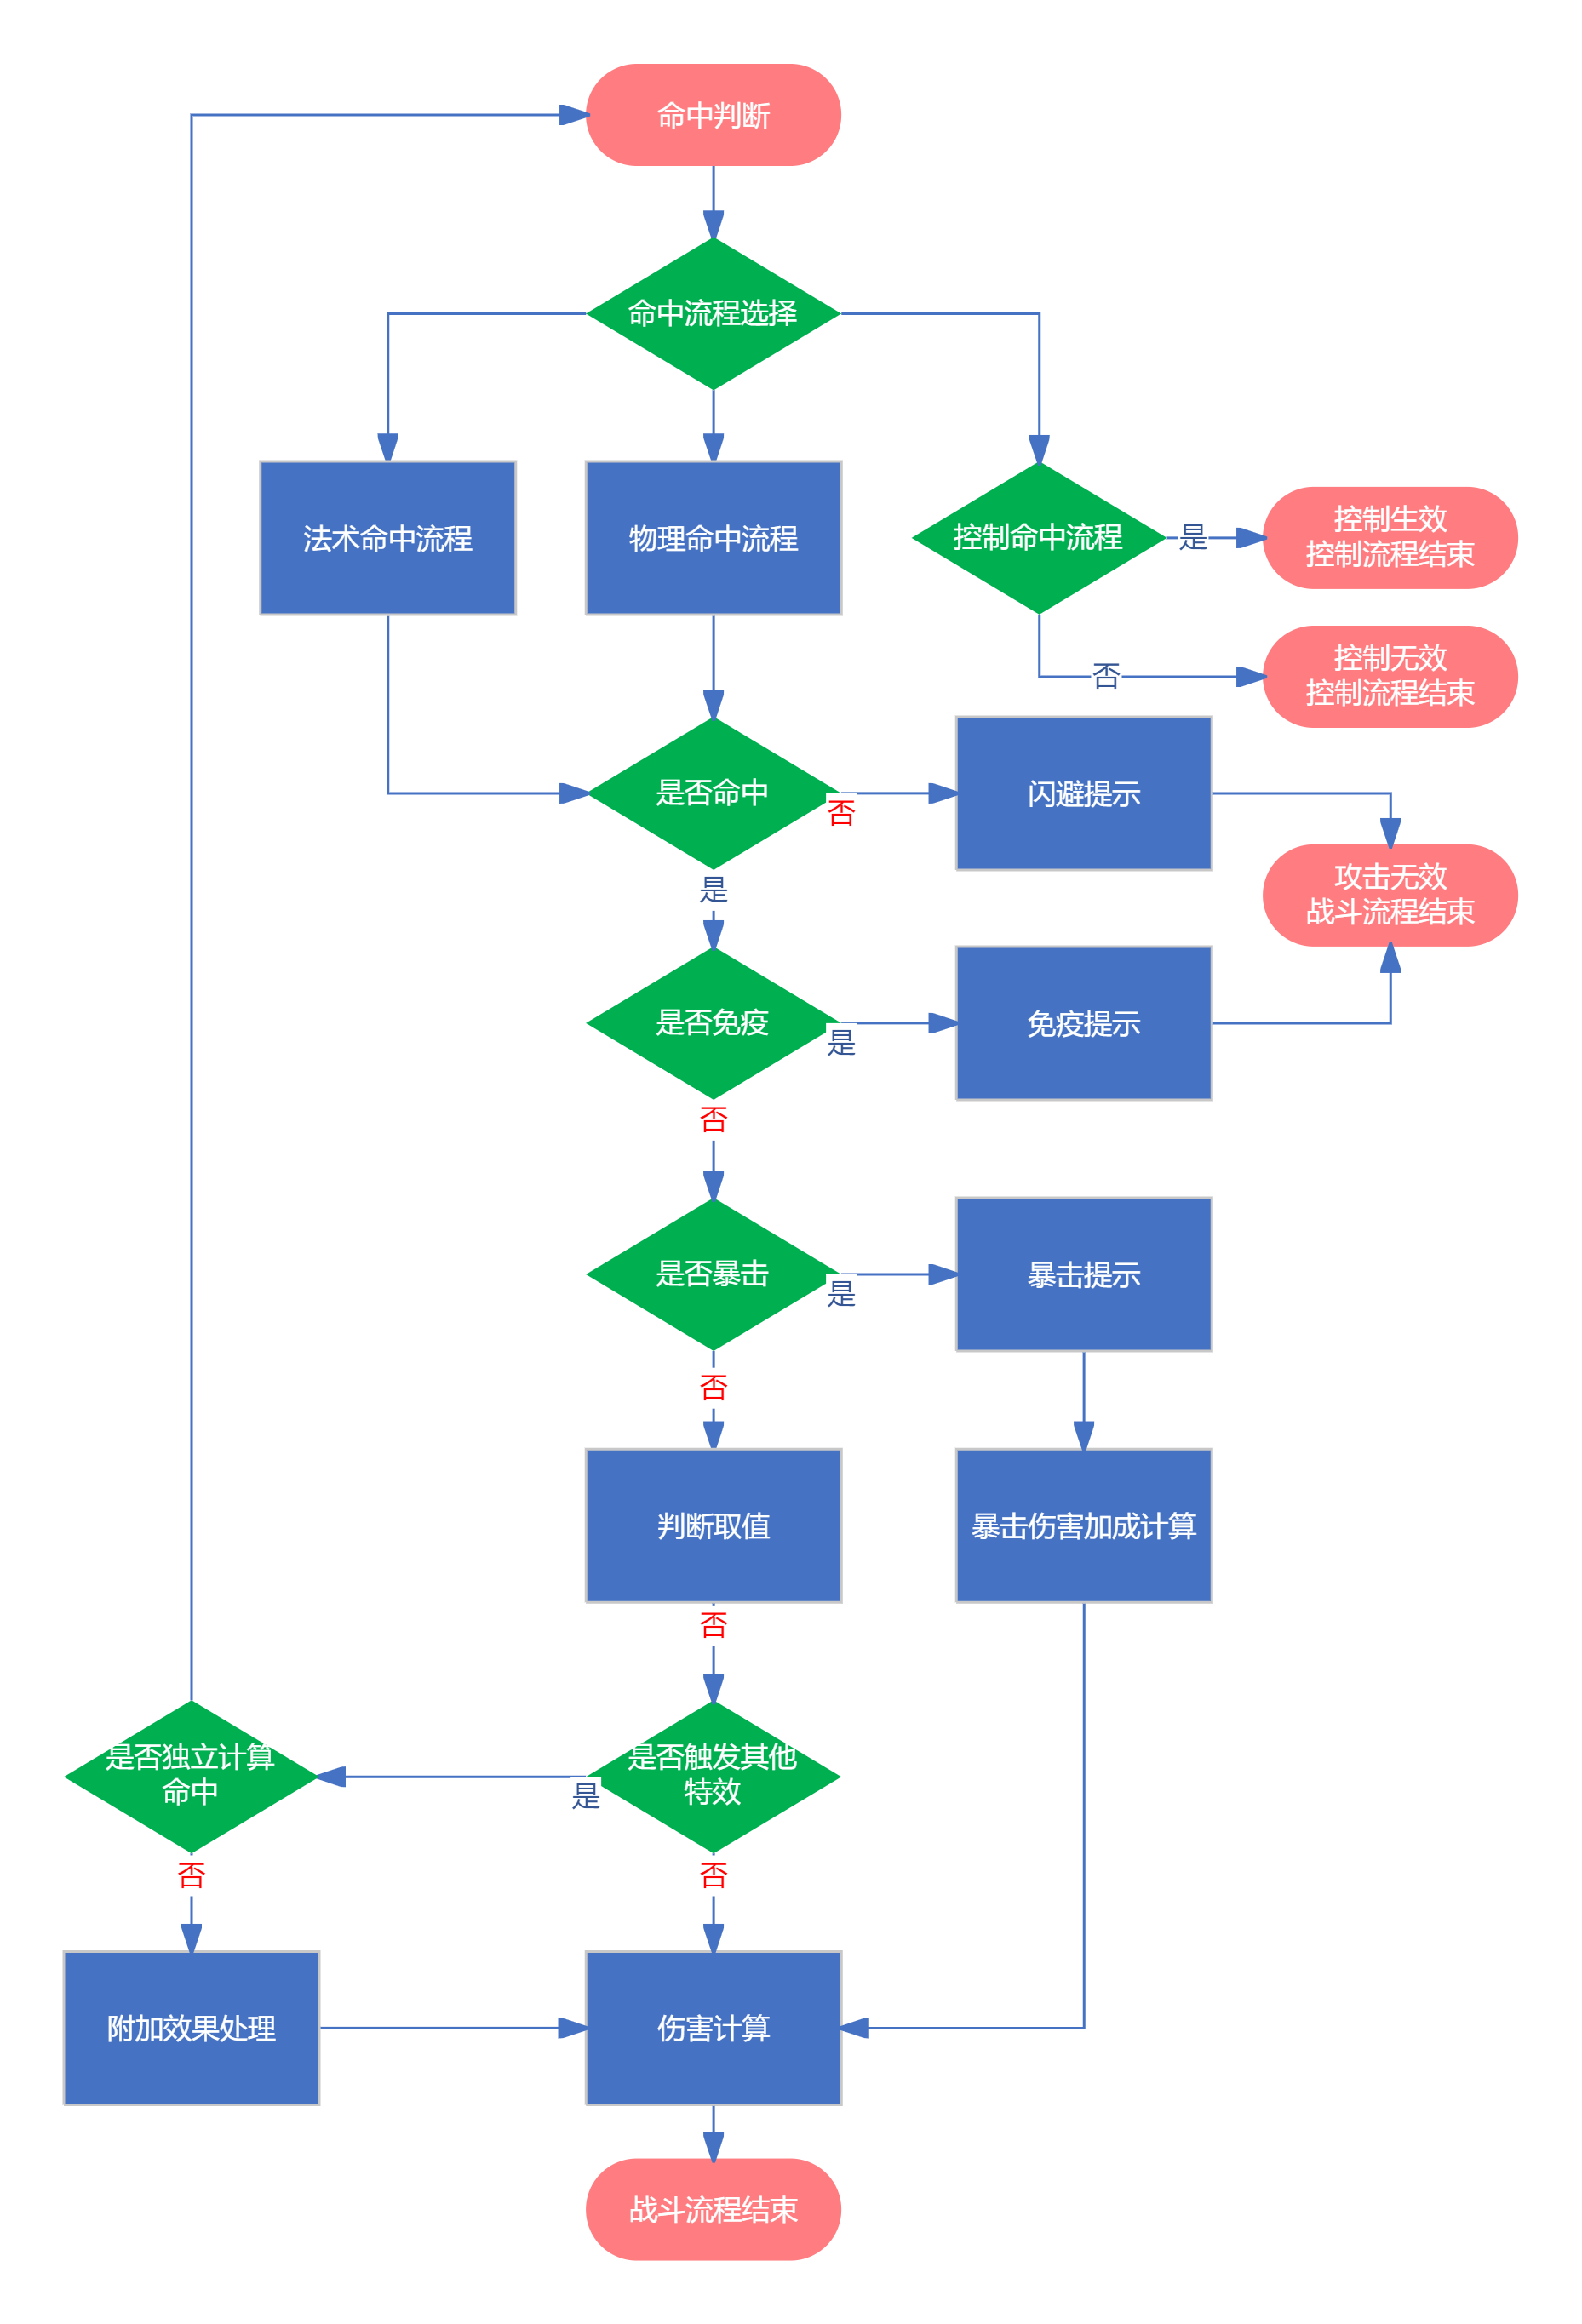 命中判断
命中流程选择
法术命中流程
物理命中流程
控制命中流程
是
控制生效
控制流程结束
否
控制无效
控制流程结束
是否命中
否
闪避提示
攻击无效
战斗流程结束
是
是否免疫
是
免疫提示
否
是否暴击
是
暴击提示
否
判断取值
暴击伤害加成计算
否
是否独立计算
命中
是
是否触发其他
特效
否
否
附加效果处理
伤害计算
战斗流程结束